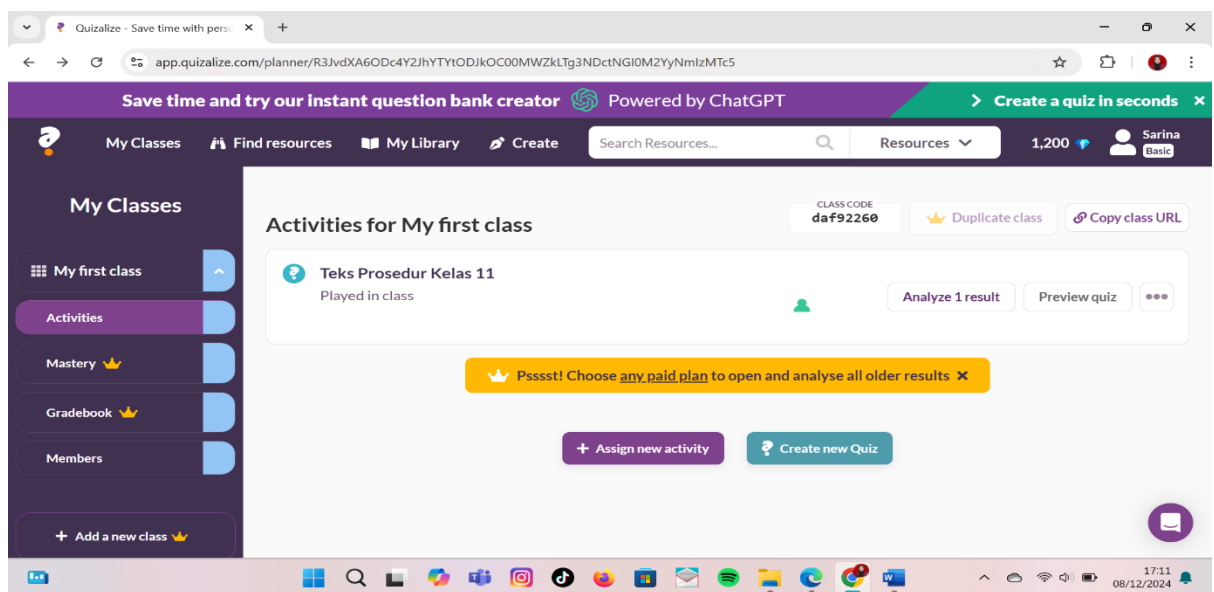 Quizalize - Save time with perso
app.quizalize.com/planner/R3JvdXA6ODc4Y2JhYTYtODJkOC00MWZkLTg3NDctNGI0M2YyNmIzMTc5
Save time and try our instant question bank creator Powered by ChatGPT
Create a quiz in seconds
My Classes Find resources My Library Create Search Resources... Resources 1,200 Sarina
Basic
My Classes
My first class
Activities
Mastery
Gradebook
Members
+ Add a new class
Activities for My first class
CLASS CODE
daf92260
Duplicate class
Copy class URL
Teks Prosedur Kelas 11
Played in class
Analyze 1 result
Preview quiz
Psssst! Choose any paid plan to open and analyse all older results
+ Assign new activity
Create new Quiz
17:11
08/12/2024